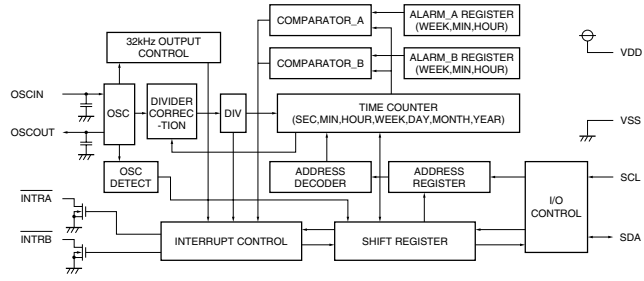 32kHz OUTPUT
CONTROL
COMPARATOR_A
ALARM_A REGISTER
(WEEK,MIN,HOUR)
COMPARATOR_B
ALARM_B REGISTER
(WEEK,MIN,HOUR)
VDD
VSS
OSCIN
OSCOUT
OSC
DIVIDER
CORREC
-TION
DIV
TIME COUNTER
(SEC,MIN,HOUR,WEEK,DAY,MONTH,YEAR)
OSC
DETECT
ADDRESS
DECODER
ADDRESS
REGISTER
I/O
CONTROL
SCL
SDA
INTRA
INTRB
INTERRUPT CONTROL
SHIFT REGISTER